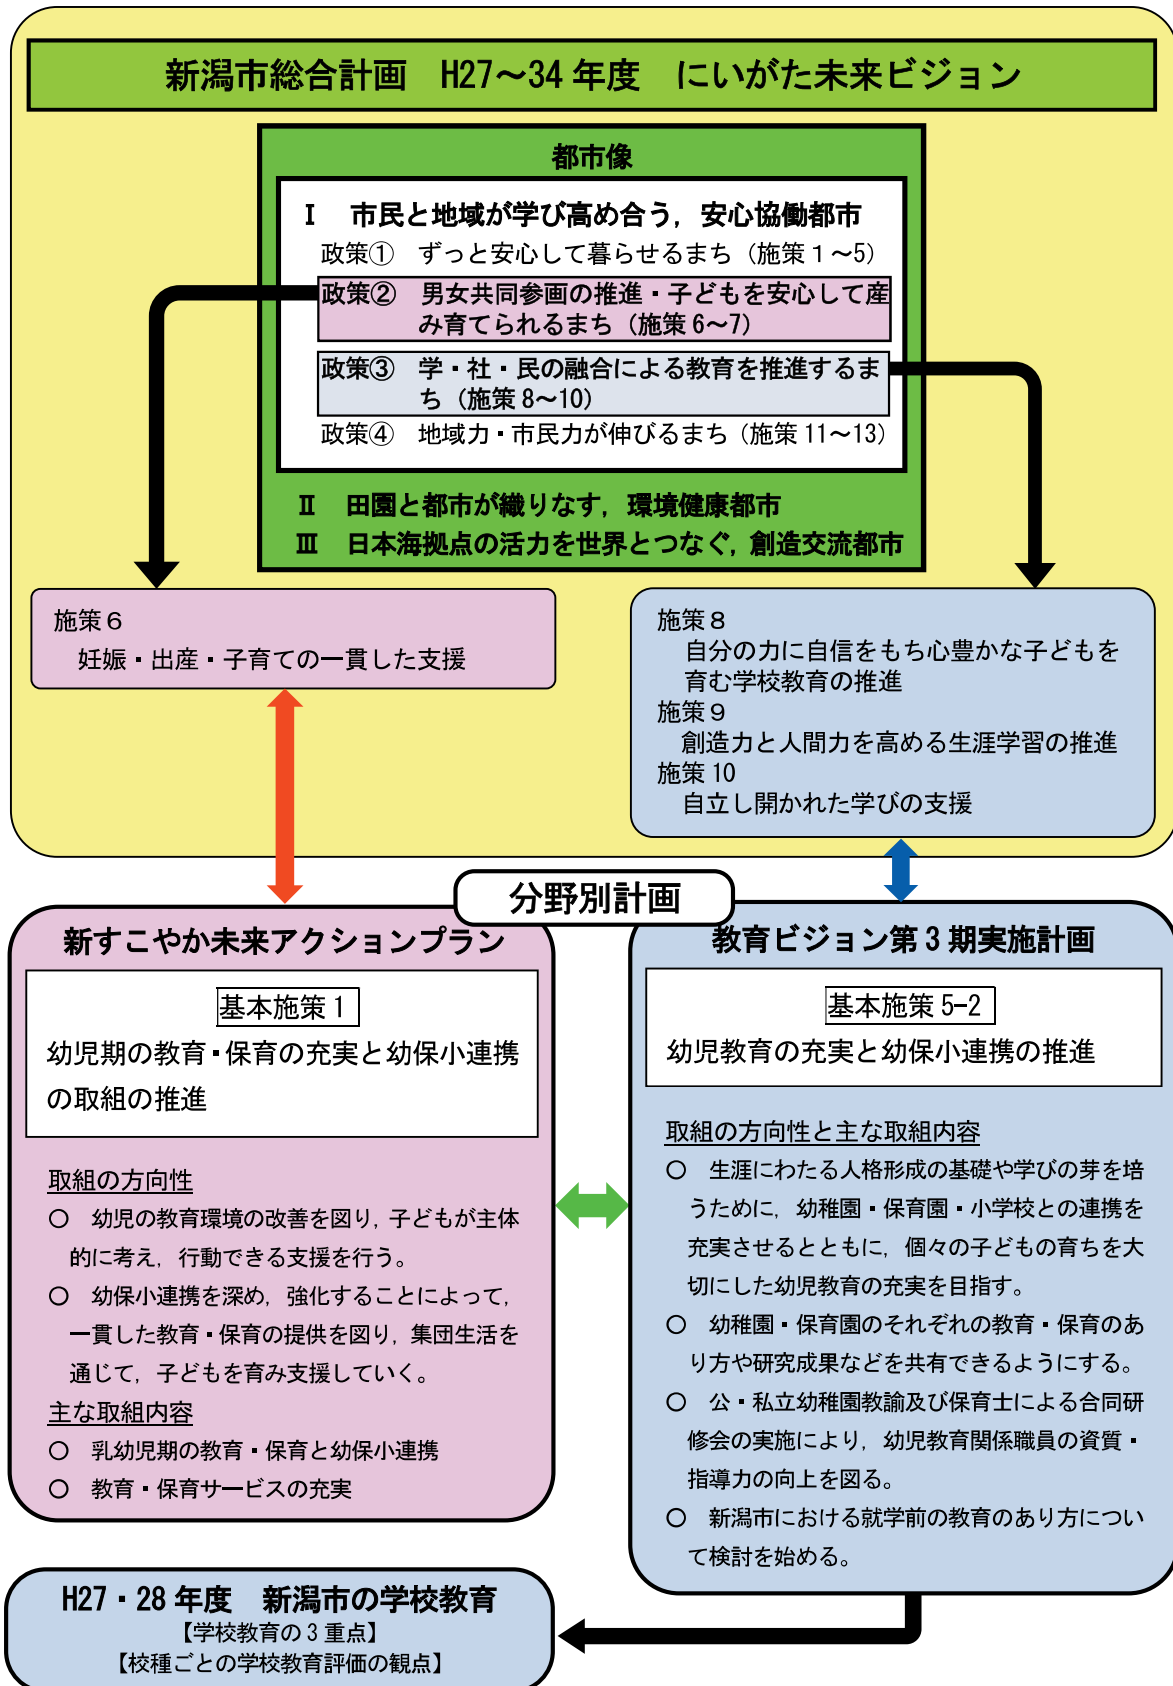 新潟市総合計画　H27～34 年度　にいがた未来ビジョン
都市像
Ⅰ　市民と地域が学び高め合う，安心協働都市
政策①　ずっと安心して暮らせるまち（施策 1～5）
政策②　男女共同参画の推進・子どもを安心して産
み育てられるまち（施策 6～7）
政策③　学・社・民の融合による教育を推進するま
ち（施策 8～10）
政策④　地域力・市民力が伸びるまち（施策 11～13）
Ⅱ　田園と都市が織りなす，環境健康都市
Ⅲ　日本海拠点の活力を世界とつなぐ，創造交流都市
施策６
妊娠・出産・子育ての一貫した支援
施策８
自分の力に自信をもち心豊かな子どもを
育む学校教育の推進
施策９
創造力と人間力を高める生涯学習の推進
施策 10
自立し開かれた学びの支援
分野別計画
新すこやか未来アクションプラン
基本施策 1
幼児期の教育・保育の充実と幼保小連携
の取組の推進
取組の方向性
○　幼児の教育環境の改善を図り，子どもが主体
的に考え，行動できる支援を行う。
○　幼保小連携を深め，強化することによって，
一貫した教育・保育の提供を図り，集団生活を
通じて，子どもを育み支援していく。
主な取組内容
○　乳幼児期の教育・保育と幼保小連携
○　教育・保育サービスの充実
教育ビジョン第 3 期実施計画
基本施策 5-2
幼児教育の充実と幼保小連携の推進
取組の方向性と主な取組内容
○　生涯にわたる人格形成の基礎や学びの芽を培
うために，幼稚園・保育園・小学校との連携を
充実させるとともに，個々の子どもの育ちを大
切にした幼児教育の充実を目指す。
○　幼稚園・保育園のそれぞれの教育・保育のあ
り方や研究成果などを共有できるようにする。
○　公・私立幼稚園教諭及び保育士による合同研
修会の実施により，幼児教育関係職員の資質・
指導力の向上を図る。
○　新潟市における就学前の教育のあり方につい
て検討を始める。
H27・28 年度　新潟市の学校教育
【学校教育の 3 重点】
【校種ごとの学校教育評価の観点】